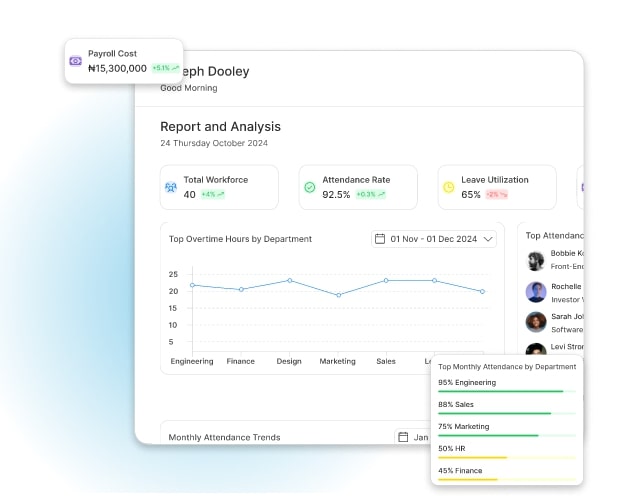 Payroll Cost
₦15,300,000 +5.1%
eph Dooley
Good Morning
Report and Analysis
24 Thursday October 2024
Total Workforce
40 +4%
Attendance Rate
92.5% +0.3%
Leave Utilization
65% -2%
Top Overtime Hours by Department
01 Nov - 01 Dec 2024
25
20
15
10
5
Engineering Finance Design Marketing Sales
Top Attendanc
Bobbie
Front-En
Rochelle
Investor
Sarah
Software
Levi Stron
Top Monthly Attendance by Department
95% Engineering
88% Sales
75% Marketing
50% HR
45% Finance
Monthly Attendance Trends
Jan